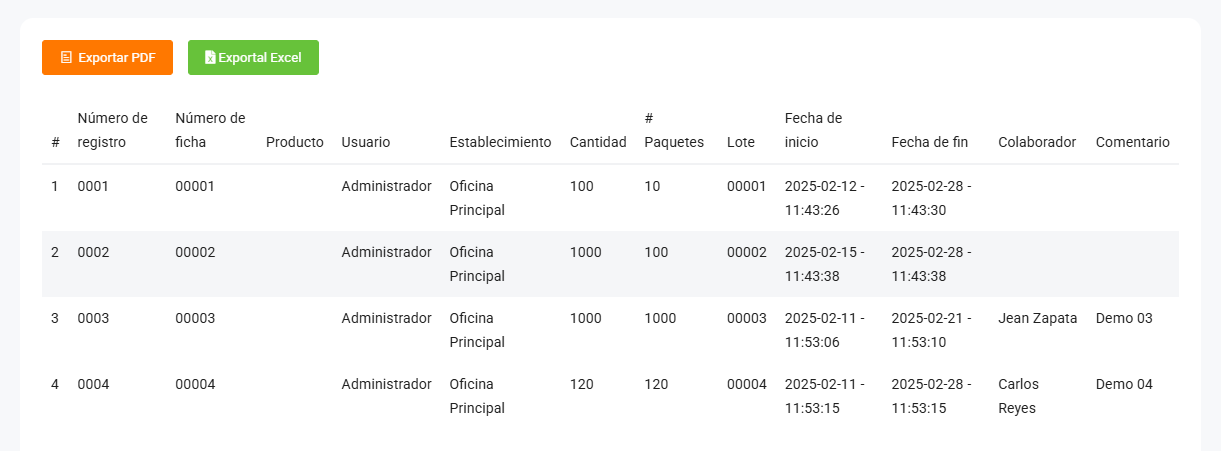 Exportar PDF
Exportal Excel
# Número de registro Número de ficha Producto Usuario Establecimiento Cantidad # Paquetes Lote Fecha de inicio Fecha de fin Colaborador Comentario
1 0001 00001 Administrador Oficina Principal 100 10 00001 2025-02-12 - 11:43:26 2025-02-28 - 11:43:30
2 0002 00002 Administrador Oficina Principal 1000 100 00002 2025-02-15 - 11:43:38 2025-02-28 - 11:43:38
3 0003 00003 Administrador Oficina Principal 1000 1000 00003 2025-02-11 - 11:53:06 2025-02-21 - 11:53:10 Jean Zapata Demo 03
4 0004 00004 Administrador Oficina Principal 120 120 00004 2025-02-11 - 11:53:15 2025-02-28 - 11:53:15 Carlos Reyes Demo 04